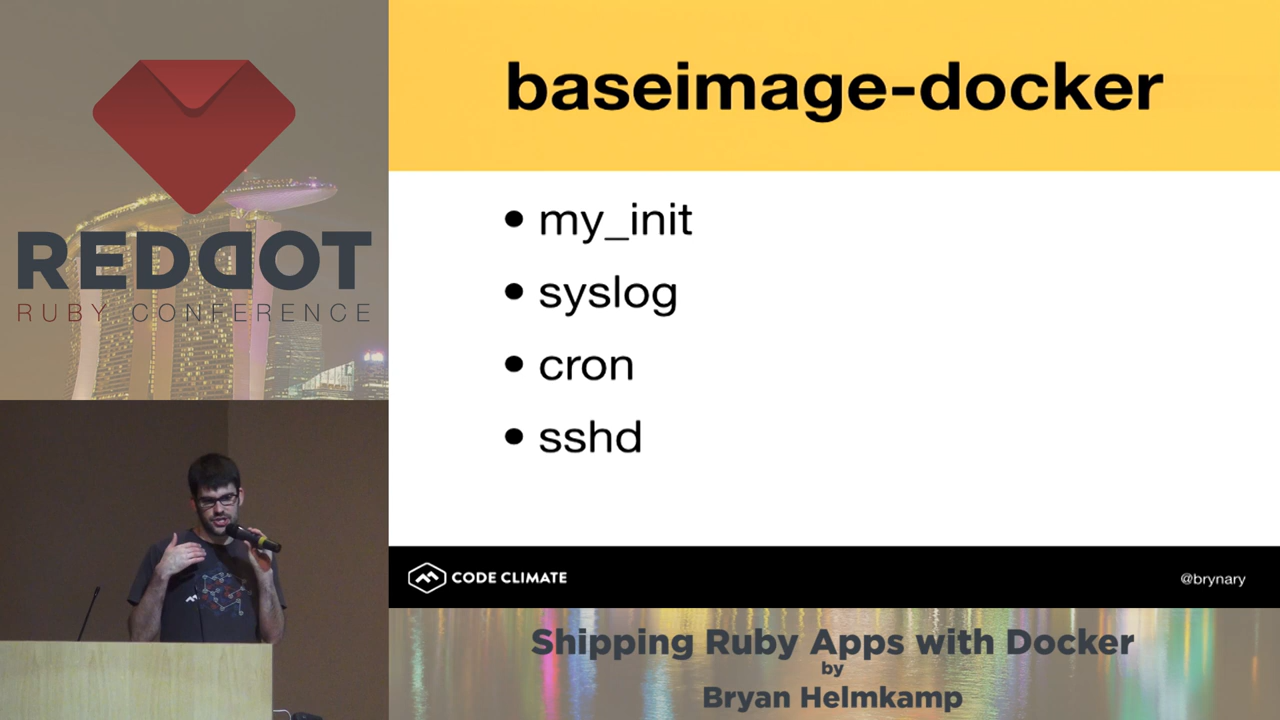 REDDOT
RUBY CONFERENCE
baseimage-docker
• my_init
• syslog
• cron
• sshd
CODE CLIMATE
@brynary
Shipping Ruby Apps with Docker
by
Bryan Helmkamp